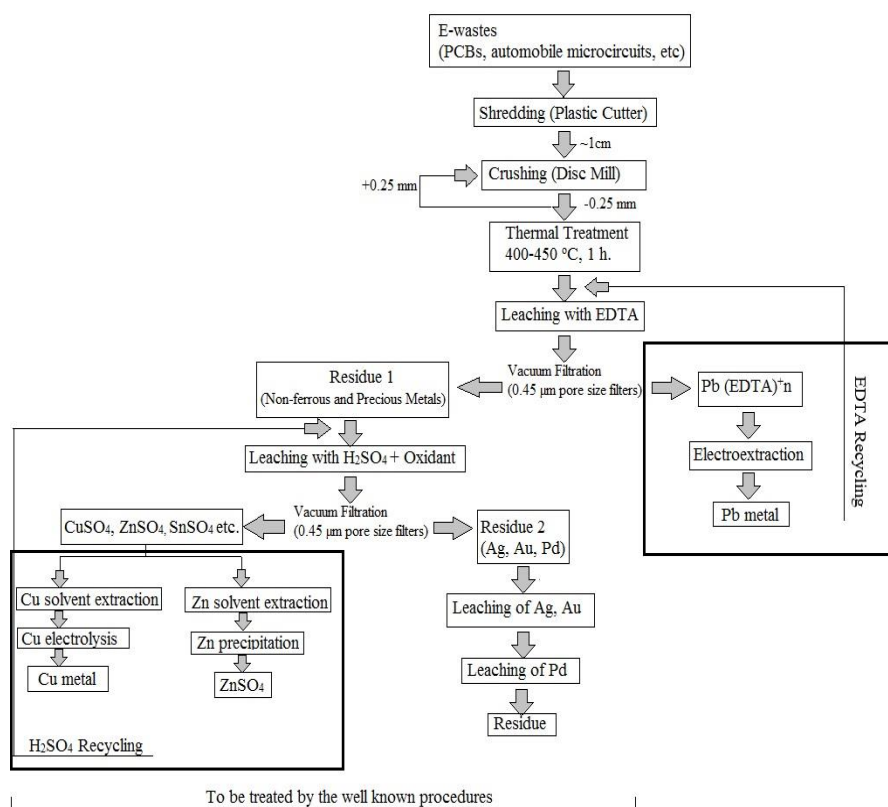 E-wastes
(PCBs, automobile microcircuits, etc)
Shredding (Plastic Cutter)
~1cm
+0.25 mm
Crushing (Disc Mill)
-0.25 mm
Thermal Treatment
400-450 ºC, 1 h.
Leaching with EDTA
Residue 1
(Non-ferrous and Precious Metals)
Vacuum Filtration
(0.45 µm pore size filters)
Pb (EDTA)⁺n
EDTA Recycling
Electroextraction
Pb metal
Leaching with H₂SO₄ + Oxidant
CuSO₄, ZnSO₄, SnSO₄ etc.
Vacuum Filtration
(0.45 µm pore size filters)
Residue 2
(Ag, Au, Pd)
Cu solvent extraction
Zn solvent extraction
Leaching of Ag, Au
Cu electrolysis
Zn precipitation
Cu metal
ZnSO₄
Leaching of Pd
Residue
H₂SO₄ Recycling
To be treated by the well known procedures